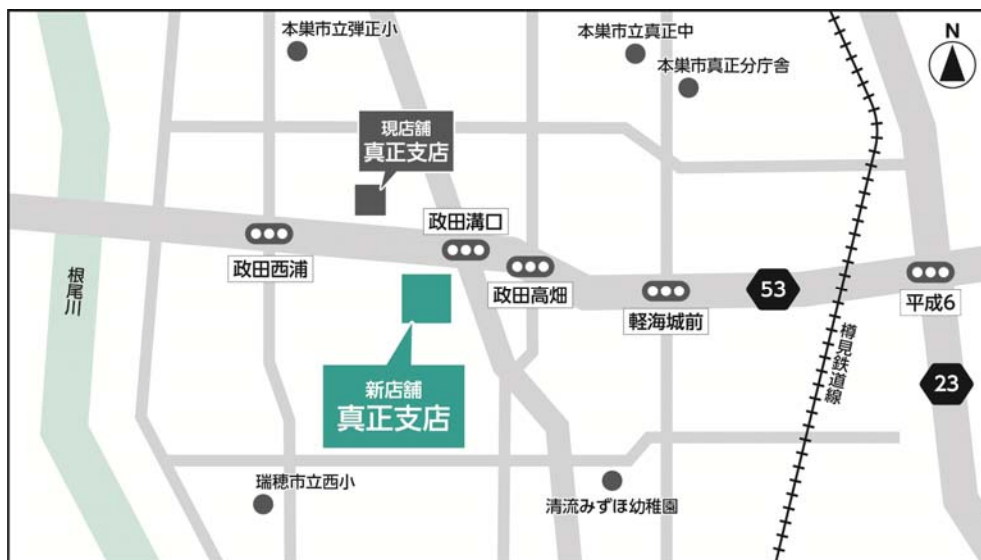 本巣市立弾正小
本巣市立真正中
本巣市真正分庁舎
N
現店舗
真正支店
政田溝口
政田西浦
政田高畑
軽海城前
53
平成6
根尾川
樽見鉄道線
23
新店舗
真正支店
瑞穂市立西小
清流みずほ幼稚園